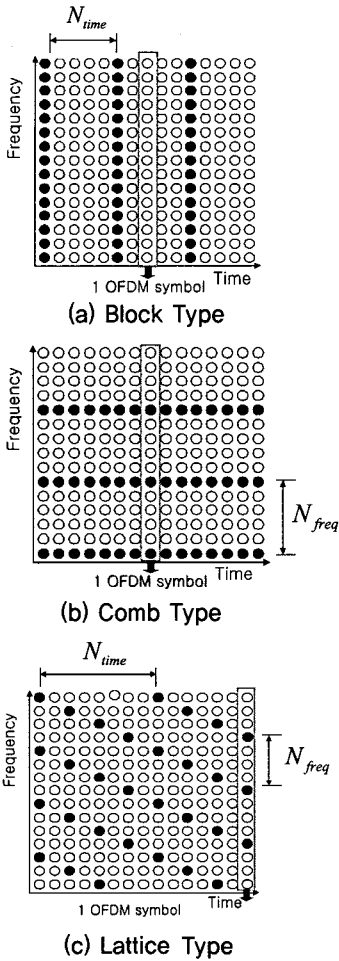 N_time
Frequency
1 OFDM symbol
Time
(a) Block Type
Frequency
N_freq
1 OFDM symbol
Time
(b) Comb Type
N_time
Frequency
N_freq
1 OFDM symbol
Time
(c) Lattice Type